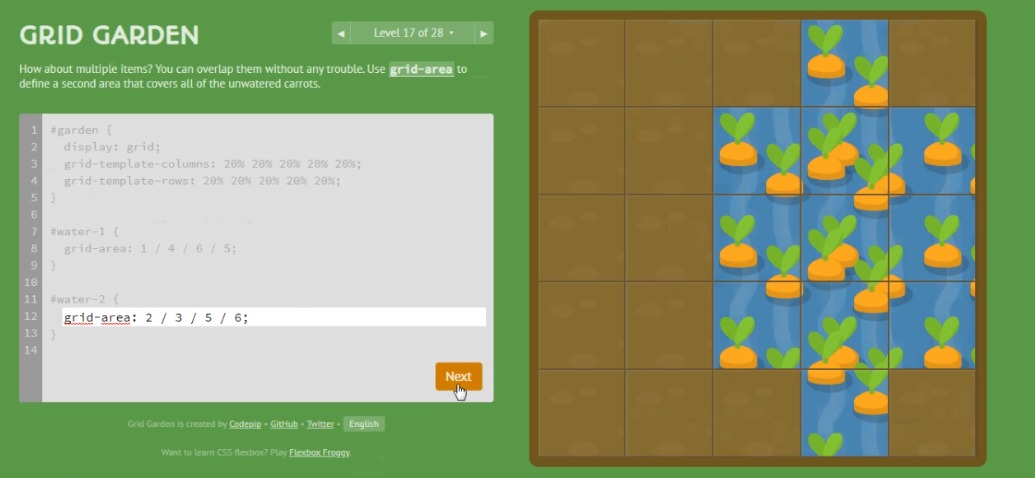 GRID GARDEN
◀ Level 17 of 28 ▾ ▶
How about multiple items? You can overlap them without any trouble. Use grid-area to
define a second area that covers all of the unwatered carrots.
1 #garden {
2 display: grid;
3 grid-template-columns: 20% 20% 20% 20% 20%;
4 grid-template-rows: 20% 20% 20% 20% 20%;
5 }
6
7 #water-1 {
8 grid-area: 1 / 4 / 6 / 5;
9 }
10
11 #water-2 {
12 grid-area: 2 / 3 / 5 / 6;
13 }
14
Next
Grid Garden is created by Codepip • GitHub • Twitter • English
Want to learn CSS flexbox? Play Flexbox Froggy.